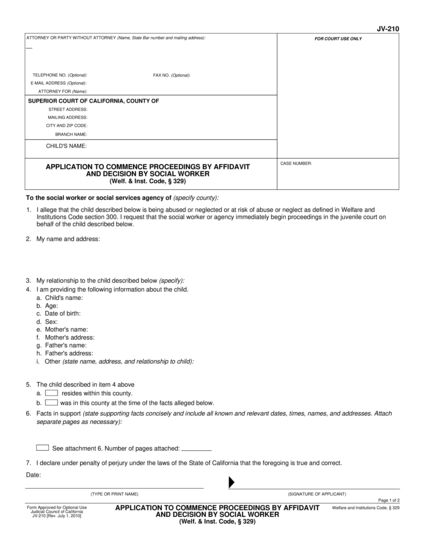 JV-210
ATTORNEY OR PARTY WITHOUT ATTORNEY (Name, State Bar number and mailing address):
FOR COURT USE ONLY
TELEPHONE NO. (Optional):
FAX NO. (Optional):
E-MAIL ADDRESS (Optional):
ATTORNEY FOR (Name):
SUPERIOR COURT OF CALIFORNIA, COUNTY OF
STREET ADDRESS:
MAILING ADDRESS:
CITY AND ZIP CODE:
BRANCH NAME:
CHILD'S NAME:
APPLICATION TO COMMENCE PROCEEDINGS BY AFFIDAVIT
AND DECISION BY SOCIAL WORKER
(Welf. & Inst. Code, § 329)
CASE NUMBER:
To the social worker or social services agency of (specify county):
1. I allege that the child described below is being abused or neglected or at risk of abuse or neglect as defined in Welfare and
Institutions Code section 300. I request that the social worker or agency immediately begin proceedings in the juvenile court on
behalf of the child described below.
2. My name and address:
3. My relationship to the child described below (specify):
4. I am providing the following information about the child.
a. Child's name:
b. Age:
c. Date of birth:
d. Sex:
e. Mother's name:
f. Mother's address:
g. Father's name:
h. Father's address:
i. Other (state name, address, and relationship to child):
5. The child described in item 4 above
a. resides within this county.
b. was in this county at the time of the facts alleged below.
6. Facts in support (state supporting facts concisely and include all known and relevant dates, times, names, and addresses. Attach
separate pages as necessary):
See attachment 6. Number of pages attached:
7. I declare under penalty of perjury under the laws of the State of California that the foregoing is true and correct.
Date:
(TYPE OR PRINT NAME)
(SIGNATURE OF APPLICANT)
Page 1 of 2
Form Approved for Optional Use
Judicial Council of California
JV-210 [Rev. July 1, 2010]
APPLICATION TO COMMENCE PROCEEDINGS BY AFFIDAVIT
AND DECISION BY SOCIAL WORKER
(Welf. & Inst. Code, § 329)
Welfare and Institutions Code, § 329